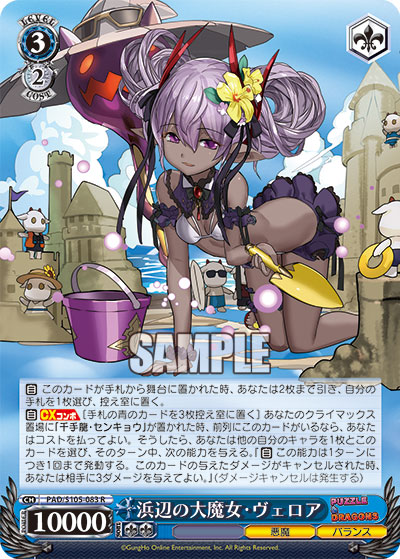 LEVEL
3
2
COST
SAMPLE
自 このカードが手札から舞台に置かれた時、あなたは2枚まで引き、自分の
手札を1枚選び、控え室に置く。
自 CXコンボ [手札の青のカードを3枚控え室に置く] あなたのクライマックス
置場に「千手龍・センキョウ」が置かれた時、前列にこのカードがいるなら、あなた
はコストを払ってよい。そうしたら、あなたは他の自分のキャラを1枚とこの
カードを選び、そのターン中、次の能力を与える。『自 この能力は1ターンに
つき1回まで発動する。このカードの与えたダメージがキャンセルされた時、
あなたは相手に3ダメージを与えてよい。』(ダメージキャンセルは発生する)
CH PAD/S105-083 R
浜辺の大魔女・ヴェロア
PUZZLE & DRAGONS
10000
悪魔
バランス
©GungHo Online Entertainment, Inc. All Rights Reserved.